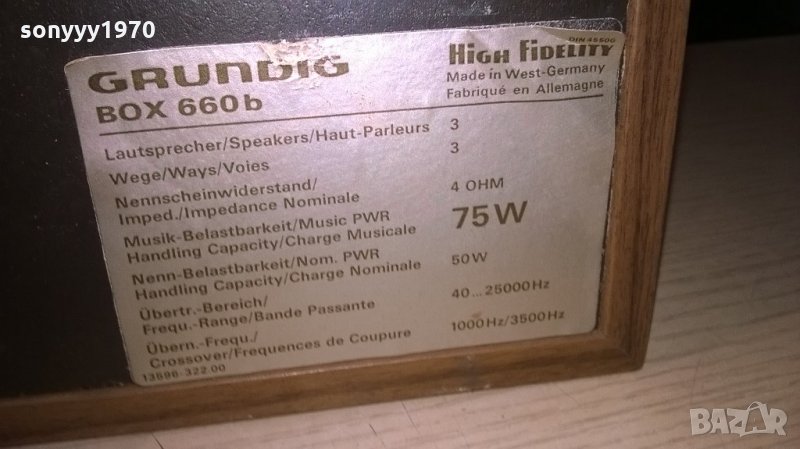 sonyyy1970
GRUNDIG
BOX 660b
DIN 45500
HIGH FIDELITY
Made in West-Germany
Fabriqué en Allemagne
Lautsprecher/Speakers/Haut-Parleurs 3
Wege/Ways/Voies 3
Nennscheinwiderstand/
Imped./Impedance Nominale 4 OHM
Musik-Belastbarkeit/Music PWR
Handling Capacity/Charge Musicale 75W
Nenn-Belastbarkeit/Nom. PWR
Handling Capacity/Charge Nominale 50W
Übertr.-Bereich/
Frequ.-Range/Bande Passante 40...25000Hz
Übern.-Frequ./
Crossover/Frequences de Coupure 1000Hz/3500Hz
13596-322.00
BAZAR